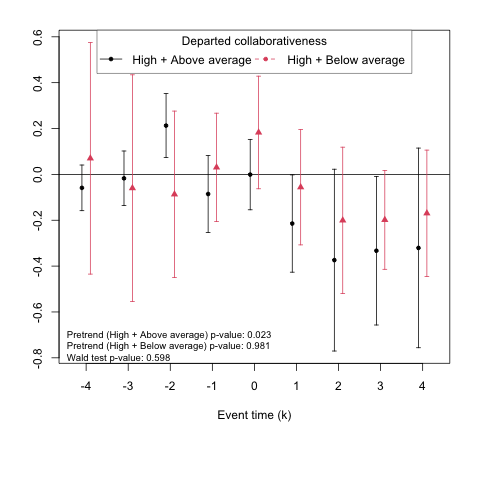 Departed collaborativeness
High + Above average High + Below average
0.6
0.4
0.2
0.0
-0.2
-0.4
-0.6
-0.8
Pretrend (High + Above average) p-value: 0.023
Pretrend (High + Below average) p-value: 0.981
Wald test p-value: 0.598
-4 -3 -2 -1 0 1 2 3 4
Event time (k)